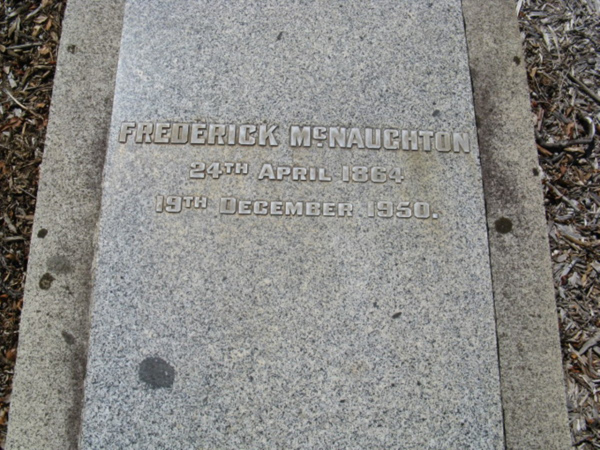 FREDERICK McNAUGHTON
24TH APRIL 1864
19TH DECEMBER 1950.